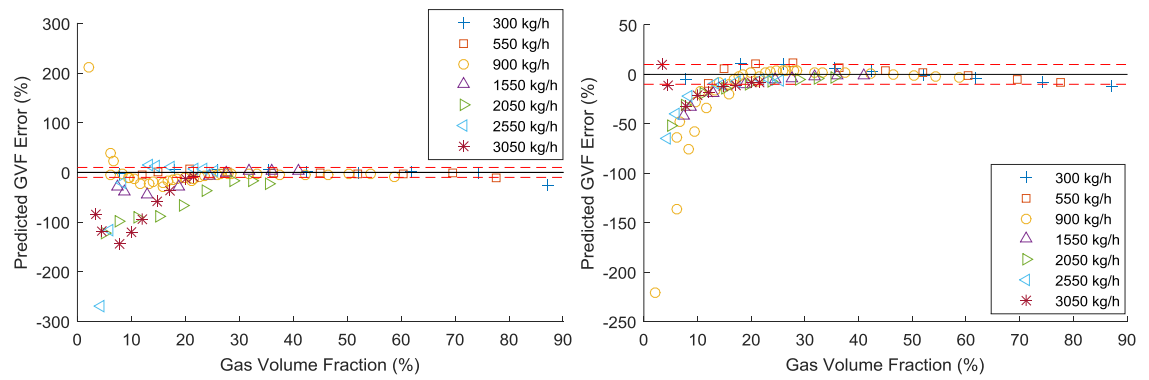 300
200
100
0
-100
-200
-300
0 10 20 30 40 50 60 70 80 90
Predicted GVF Error (%)
Gas Volume Fraction (%)
300 kg/h
550 kg/h
900 kg/h
1550 kg/h
2050 kg/h
2550 kg/h
3050 kg/h
50
0
-50
-100
-150
-200
-250
0 10 20 30 40 50 60 70 80 90
Predicted GVF Error (%)
Gas Volume Fraction (%)
300 kg/h
550 kg/h
900 kg/h
1550 kg/h
2050 kg/h
2550 kg/h
3050 kg/h